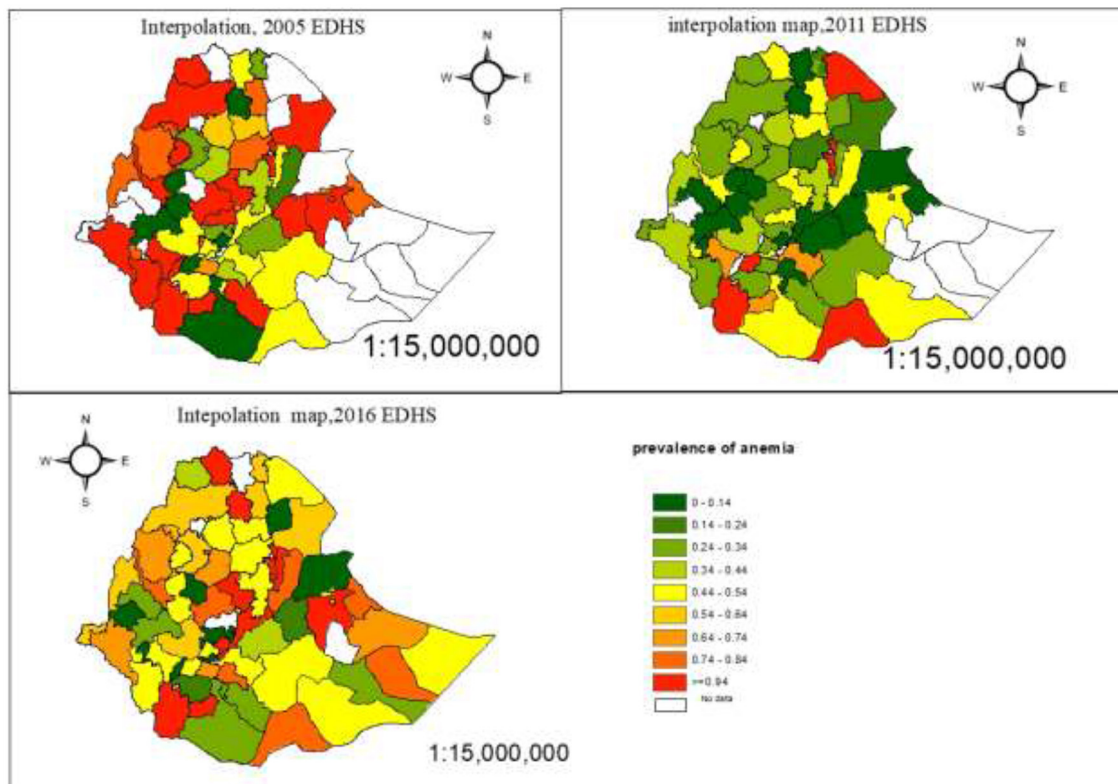 Interpolation, 2005 EDHS
N
W E
S
1:15,000,000
interpolation map,2011 EDHS
N
W E
S
1:15,000,000
Intepolation map,2016 EDHS
N
W E
S
1:15,000,000
prevalence of anemia
0 - 0.14
0.14 - 0.24
0.24 - 0.34
0.34 - 0.44
0.44 - 0.54
0.54 - 0.64
0.64 - 0.74
0.74 - 0.84
>=0.94
No data